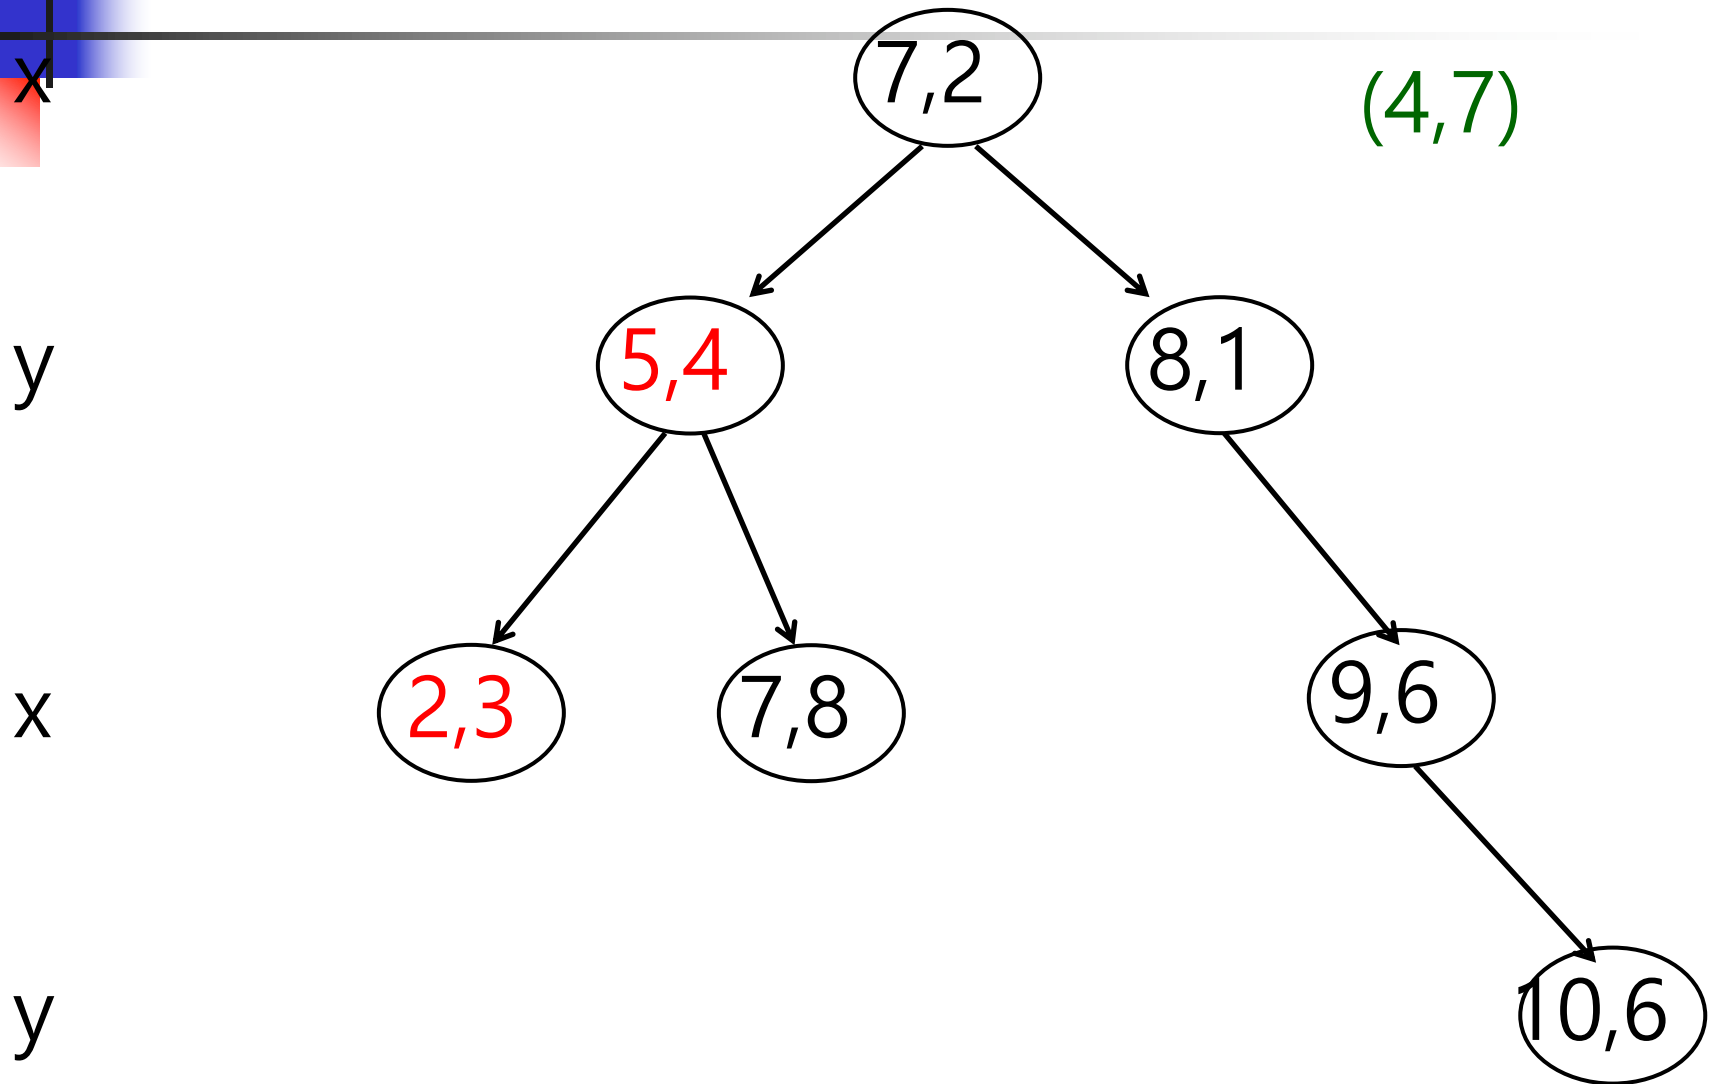 x 7,2 (4,7)
y 5,4 8,1
x 2,3 7,8 9,6
y 10,6